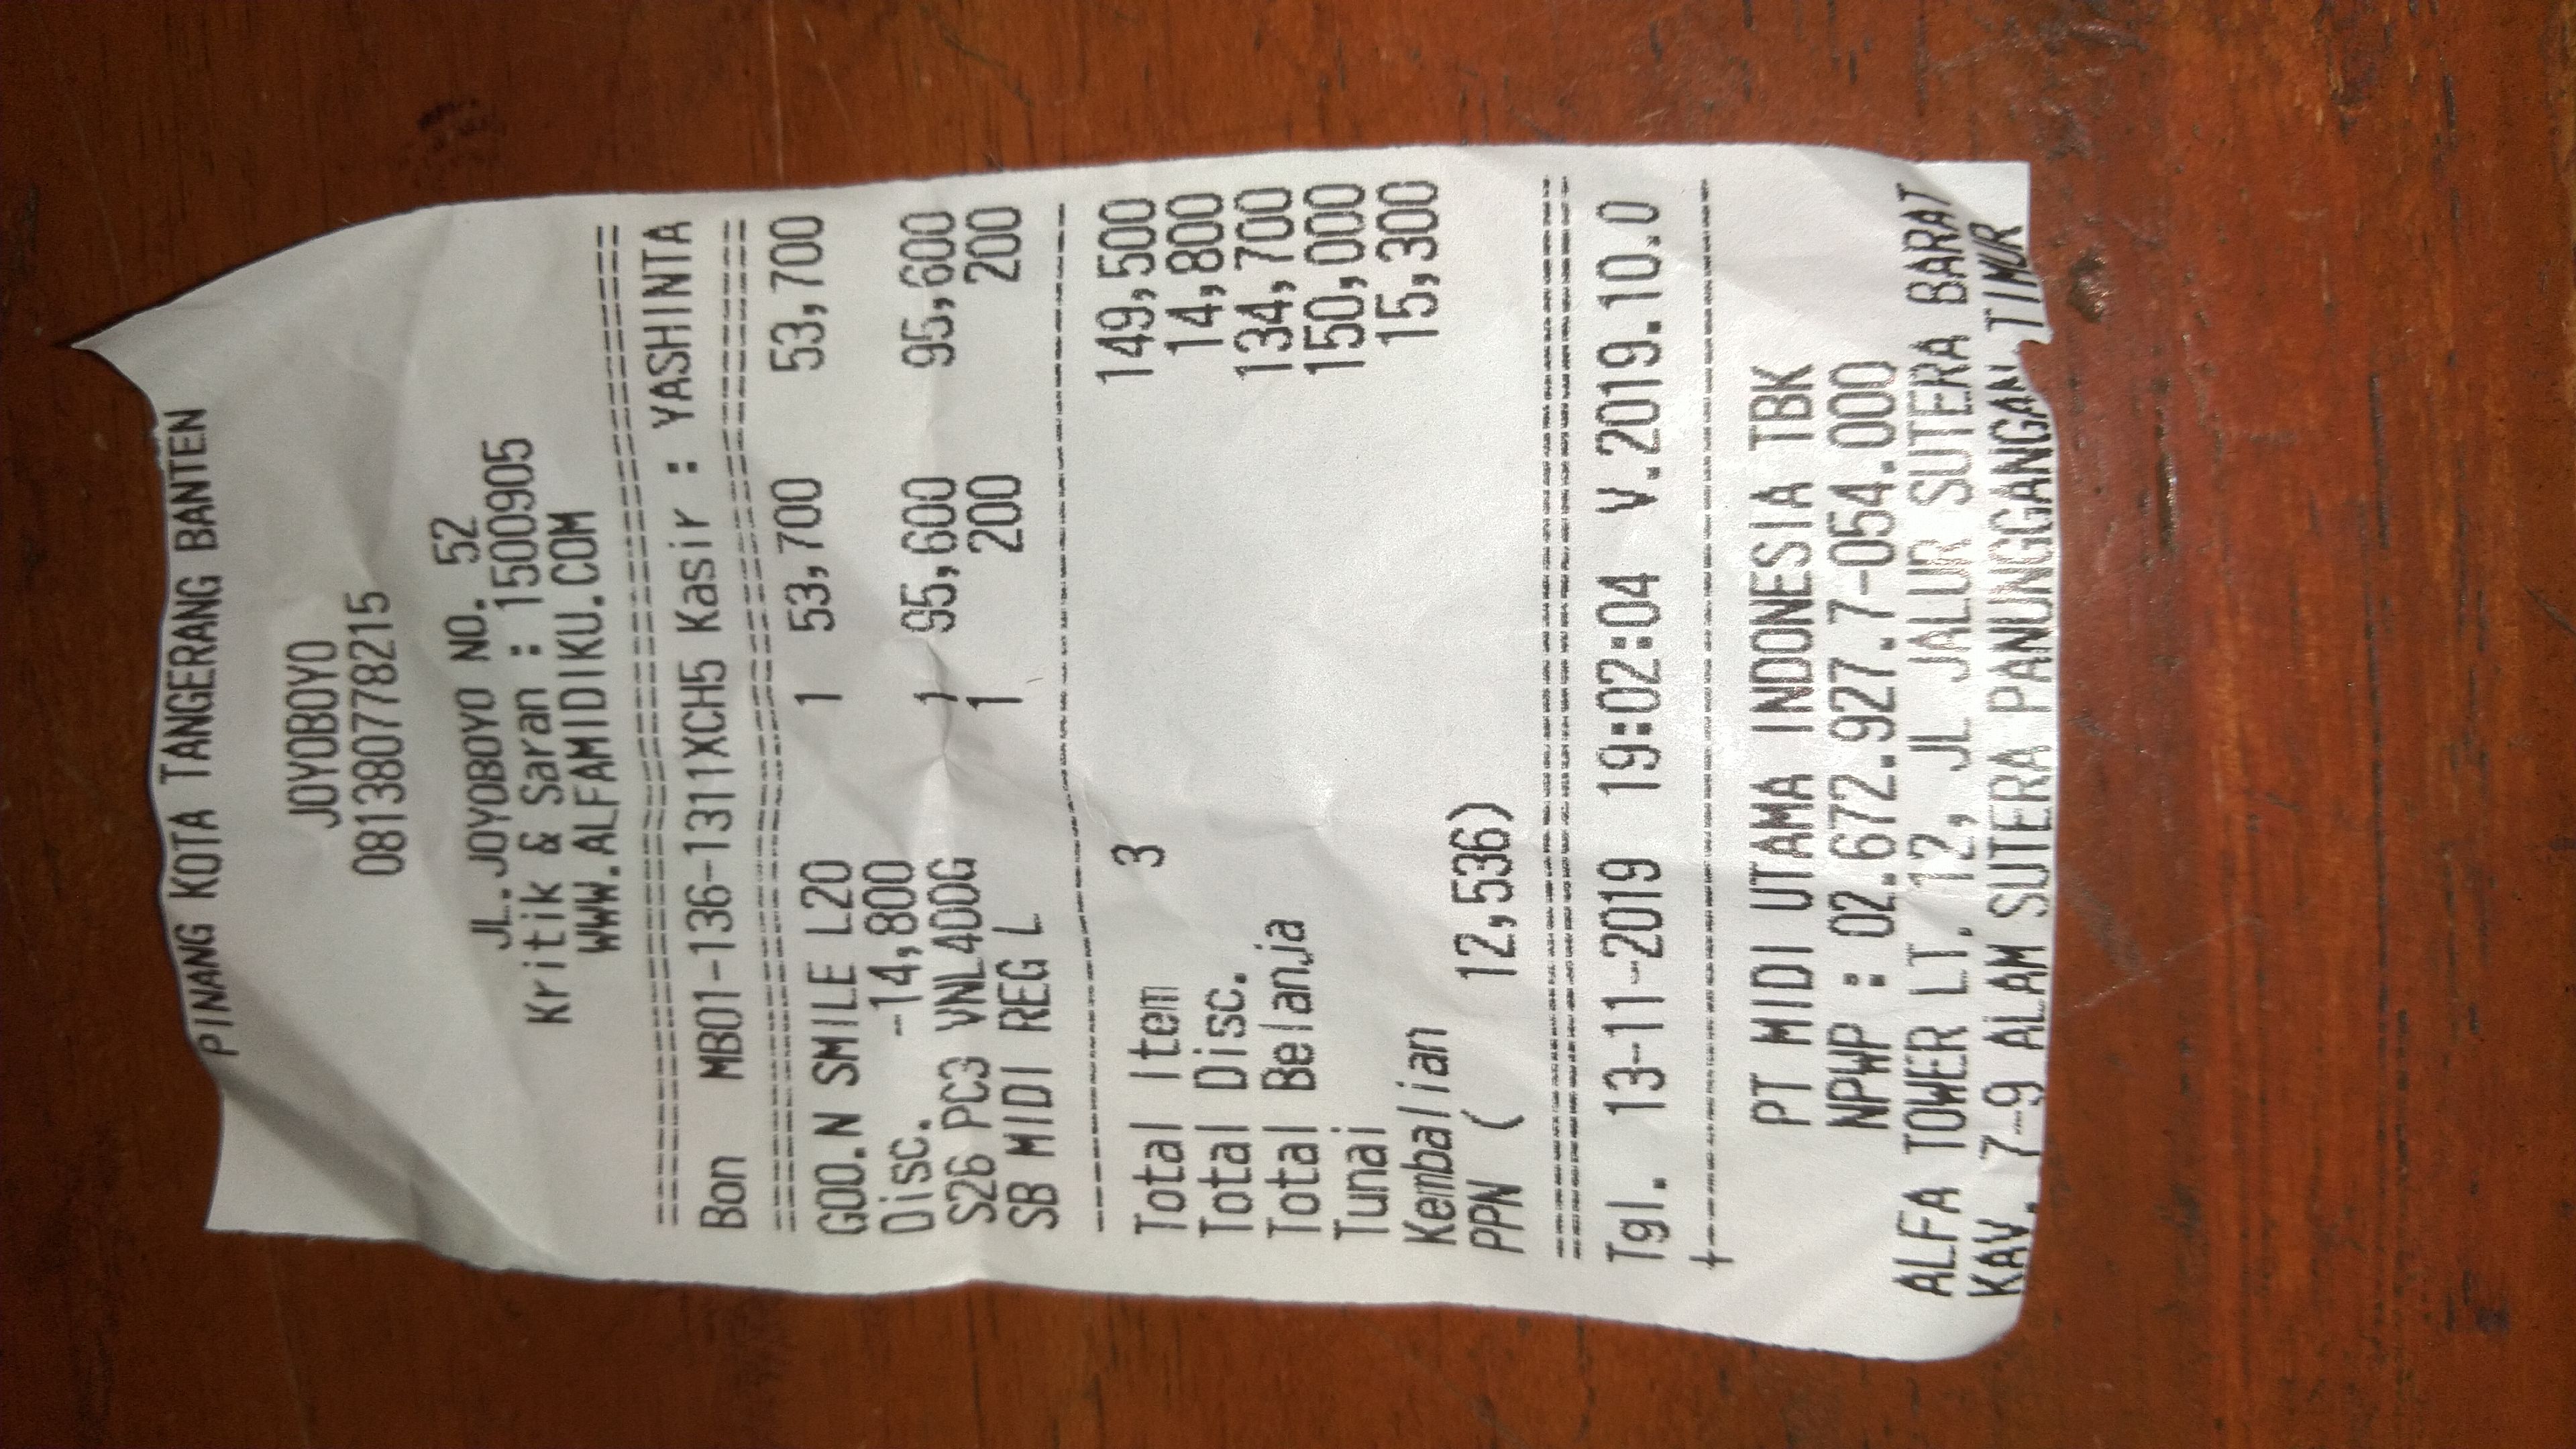 PINANG KOTA TANGERANG BANTEN
JOYOBOYO
081380778215
JL.JOYOBOYO NO. 52
Kritik & Saran : 1500905
WWW.ALFAMIDIKU.COM
Bon MB01-136-1311XCH5 Kasir : YASHINTA
GOO.N SMILE L20 1 53,700 53,700
Disc. -14,800
S26 PC3 VNL400G 1 95,600 95,600
SB MIDI REG L 1 200 200
Total Item 3 149,500
Total Disc. 14,800
Total Belanja 134,700
Tunai 150,000
Kembalian 15,300
PPN ( 12,536)
Tgl. 13-11-2019 19:02:04 V.2019.10.0
PT MIDI UTAMA INDONESIA TBK
NPWP : 02.672.927.7-054.000
ALFA TOWER LT. 12, JL JALUR SUTERA BARAT
KAV. 7-9 ALAM SUTERA PANUNGGANGAN TIMUR